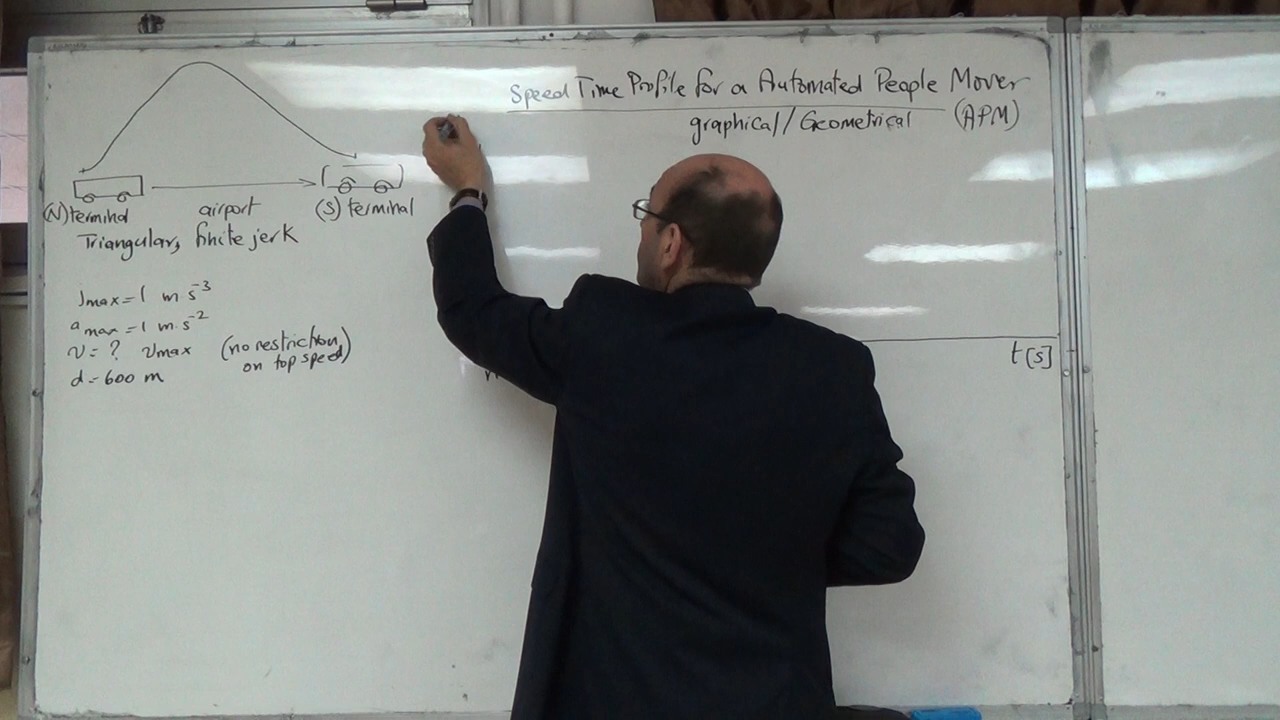 Speed Time Profile for a Automated People Mover
graphical/Geometrical (APM)
(N) terminal
airport
(S) terminal
Triangular, finite jerk
Jmax = 1 m s⁻³
amax = 1 m·s⁻²
v = ? vmax (no restriction
on top speed)
d = 600 m
t[s]